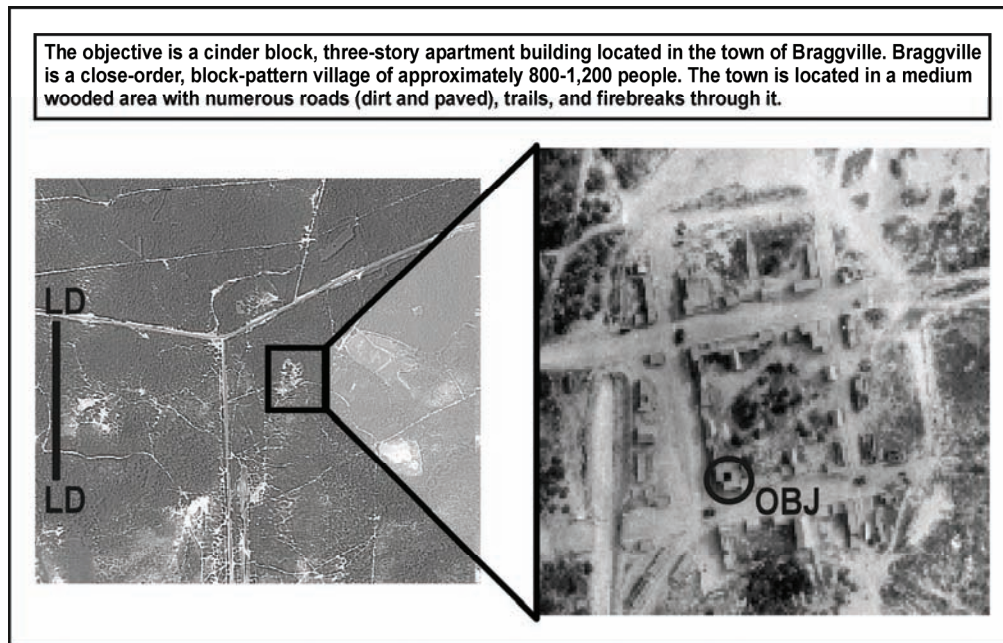 The objective is a cinder block, three-story apartment building located in the town of Braggville. Braggville
is a close-order, block-pattern village of approximately 800-1,200 people. The town is located in a medium
wooded area with numerous roads (dirt and paved), trails, and firebreaks through it.
LD
LD
OBJ